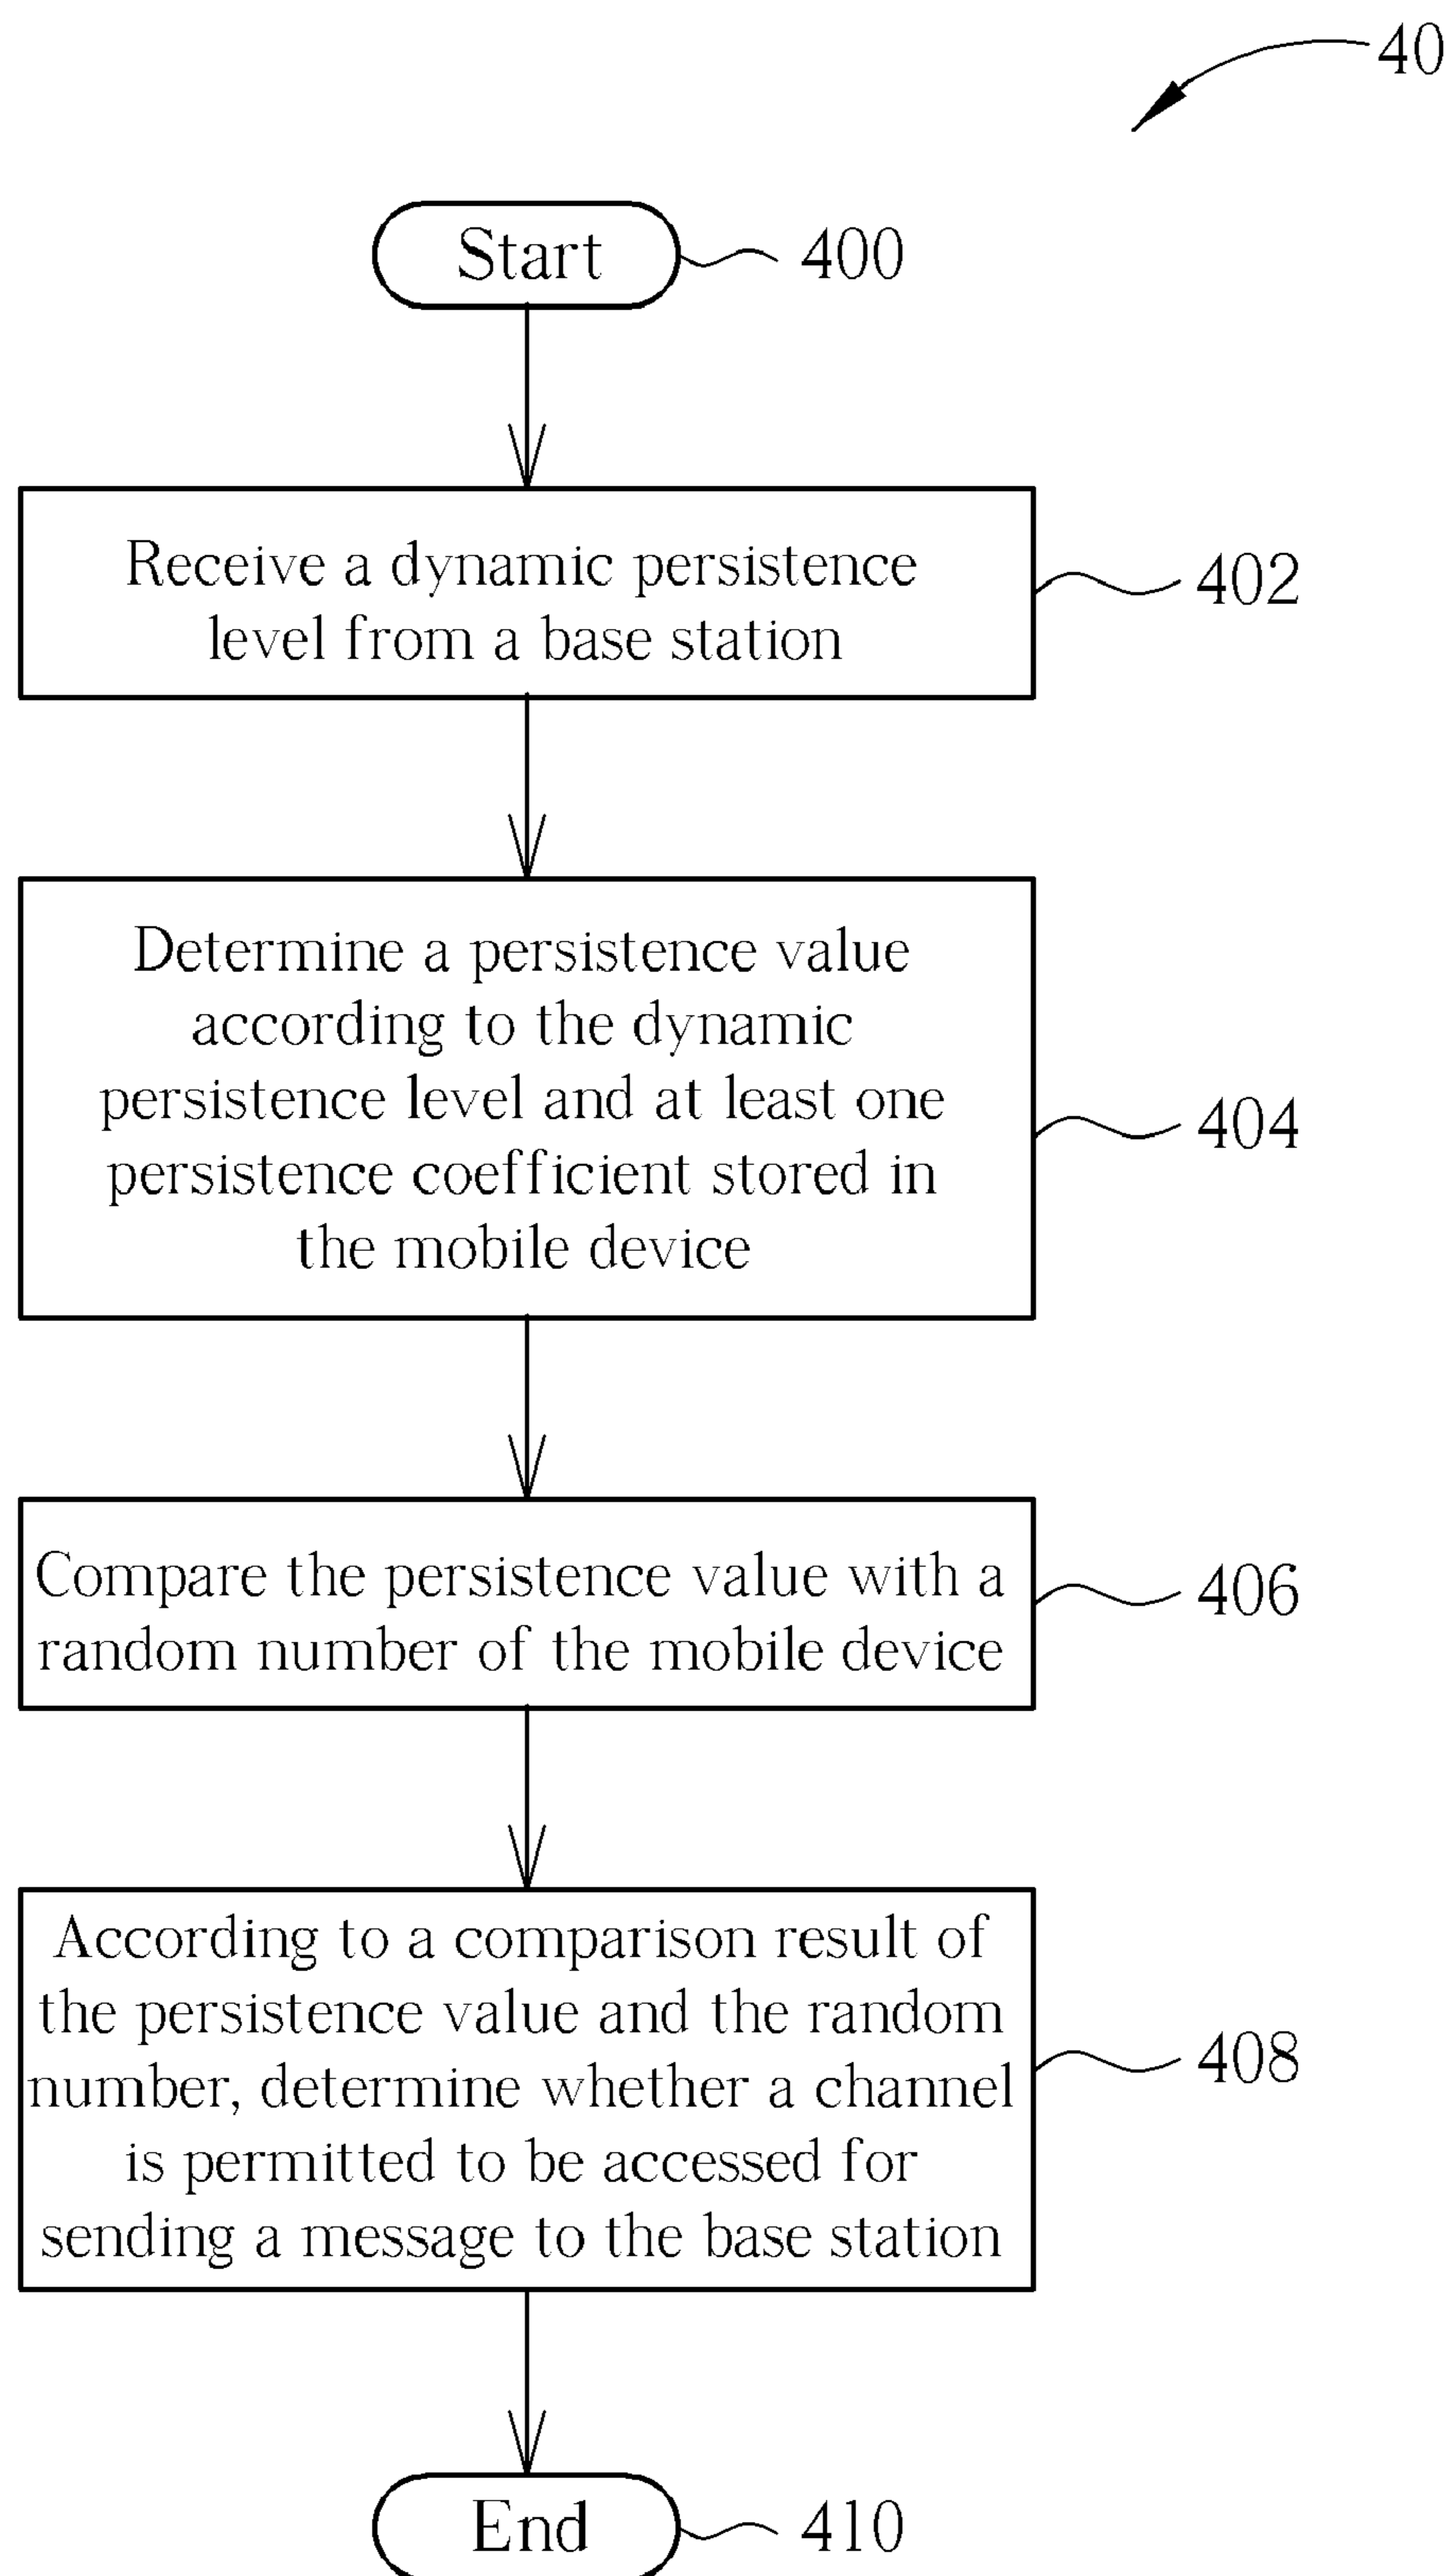 40
Start
400
Receive a dynamic persistence
level from a base station
402
Determine a persistence value
according to the dynamic
persistence level and at least one
persistence coefficient stored in
the mobile device
404
Compare the persistence value with a
random number of the mobile device
406
According to a comparison result of
the persistence value and the random
number, determine whether a channel
is permitted to be accessed for
sending a message to the base station
408
End
410